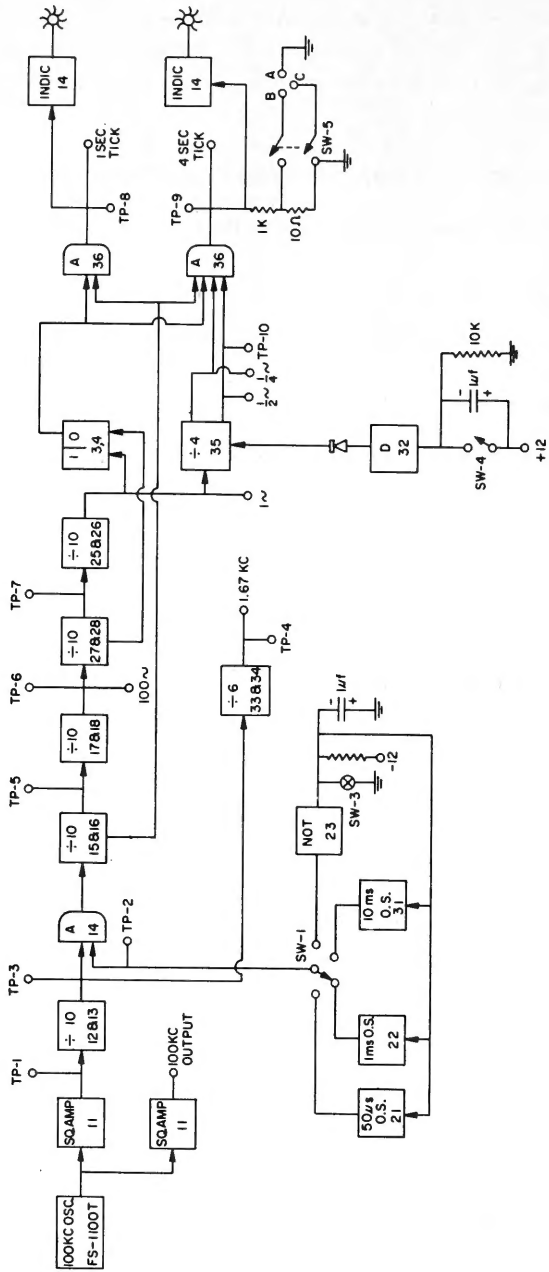 100KC OSC.
FS-1100T
SQ.AMP
11
SQ.AMP
11
100KC
OUTPUT
TP-1
÷ 10
12&13
TP-3
A
14
TP-2
÷10
15&16
TP-5
÷10
17&18
TP-6
100~
÷10
27&28
TP-7
÷10
25&26
1 0
3,4
1~
÷4
35
1/2~
1/4~
TP-10
A
36
TP-8
1 SEC.
TICK
INDIC
14
A
36
TP-9
4 SEC
TICK
INDIC
14
1K
10Ω
SW-5
B
A
C
÷6
33&34
1.67 KC
TP-4
D
32
SW-4
+12
-
1μf
+
10K
SW-1
NOT
23
SW-3
-12
-
1μf
+
50μs
O.S.
21
1ms O.S.
22
10ms
O.S.
31